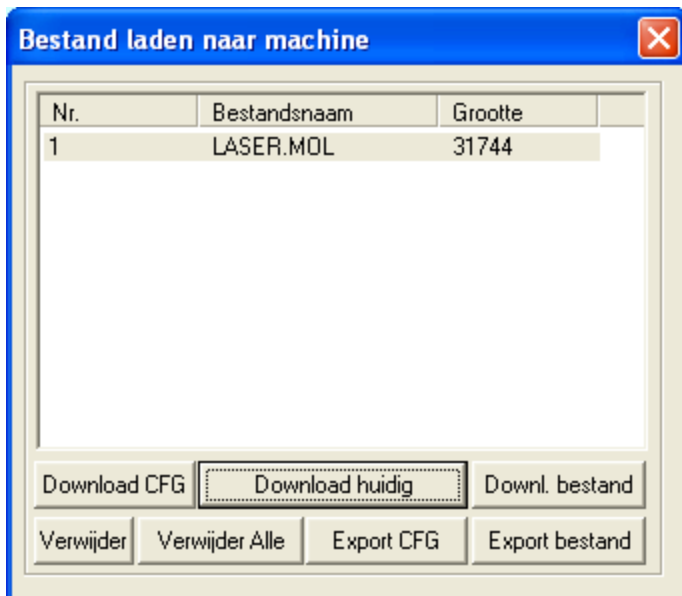 Bestand laden naar machine
Nr. Bestandsnaam Grootte
1 LASER.MOL 31744
Download CFG Download huidig Downl. bestand
Verwijder Verwijder Alle Export CFG Export bestand